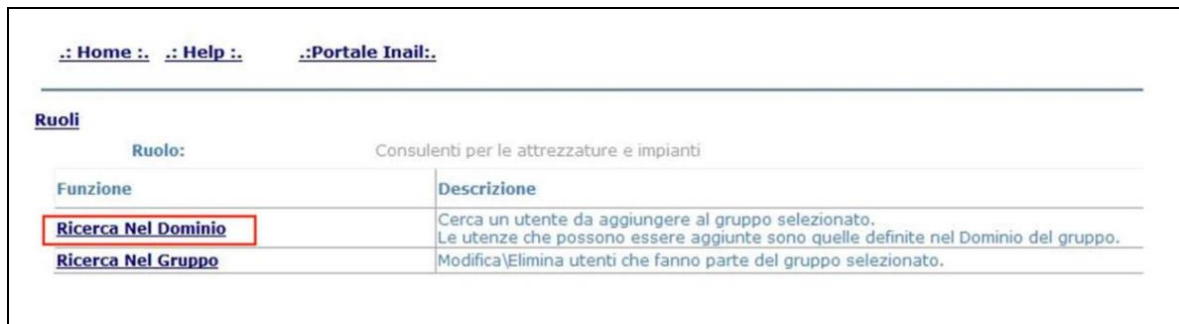 .: Home :. .: Help :. .:Portale Inail:.
Ruoli
Ruolo: Consulenti per le attrezzature e impianti
Funzione Descrizione
Ricerca Nel Dominio Cerca un utente da aggiungere al gruppo selezionato.
Le utenze che possono essere aggiunte sono quelle definite nel Dominio del gruppo.
Ricerca Nel Gruppo Modifica\Elimina utenti che fanno parte del gruppo selezionato.